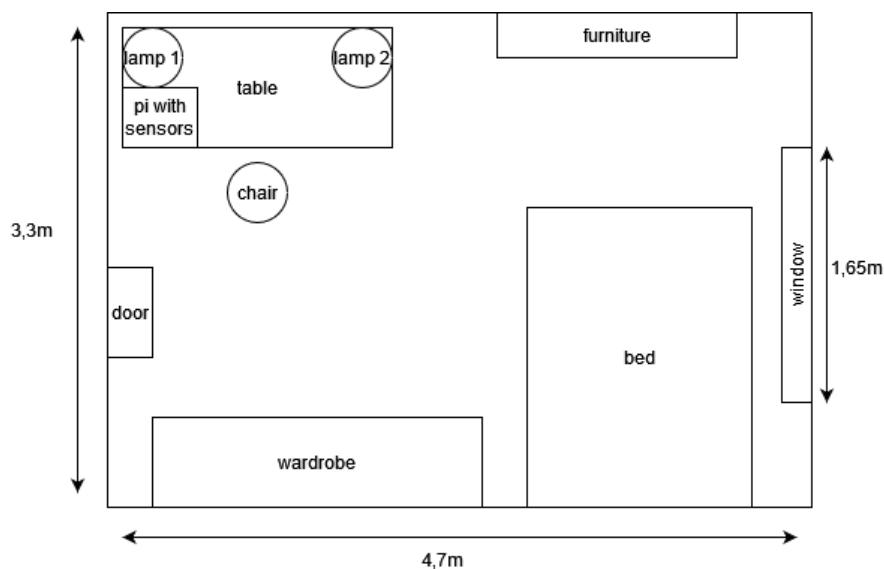 furniture
lamp 1
lamp 2
table
pi with
sensors
chair
3,3m
window
1,65m
door
bed
wardrobe
4,7m